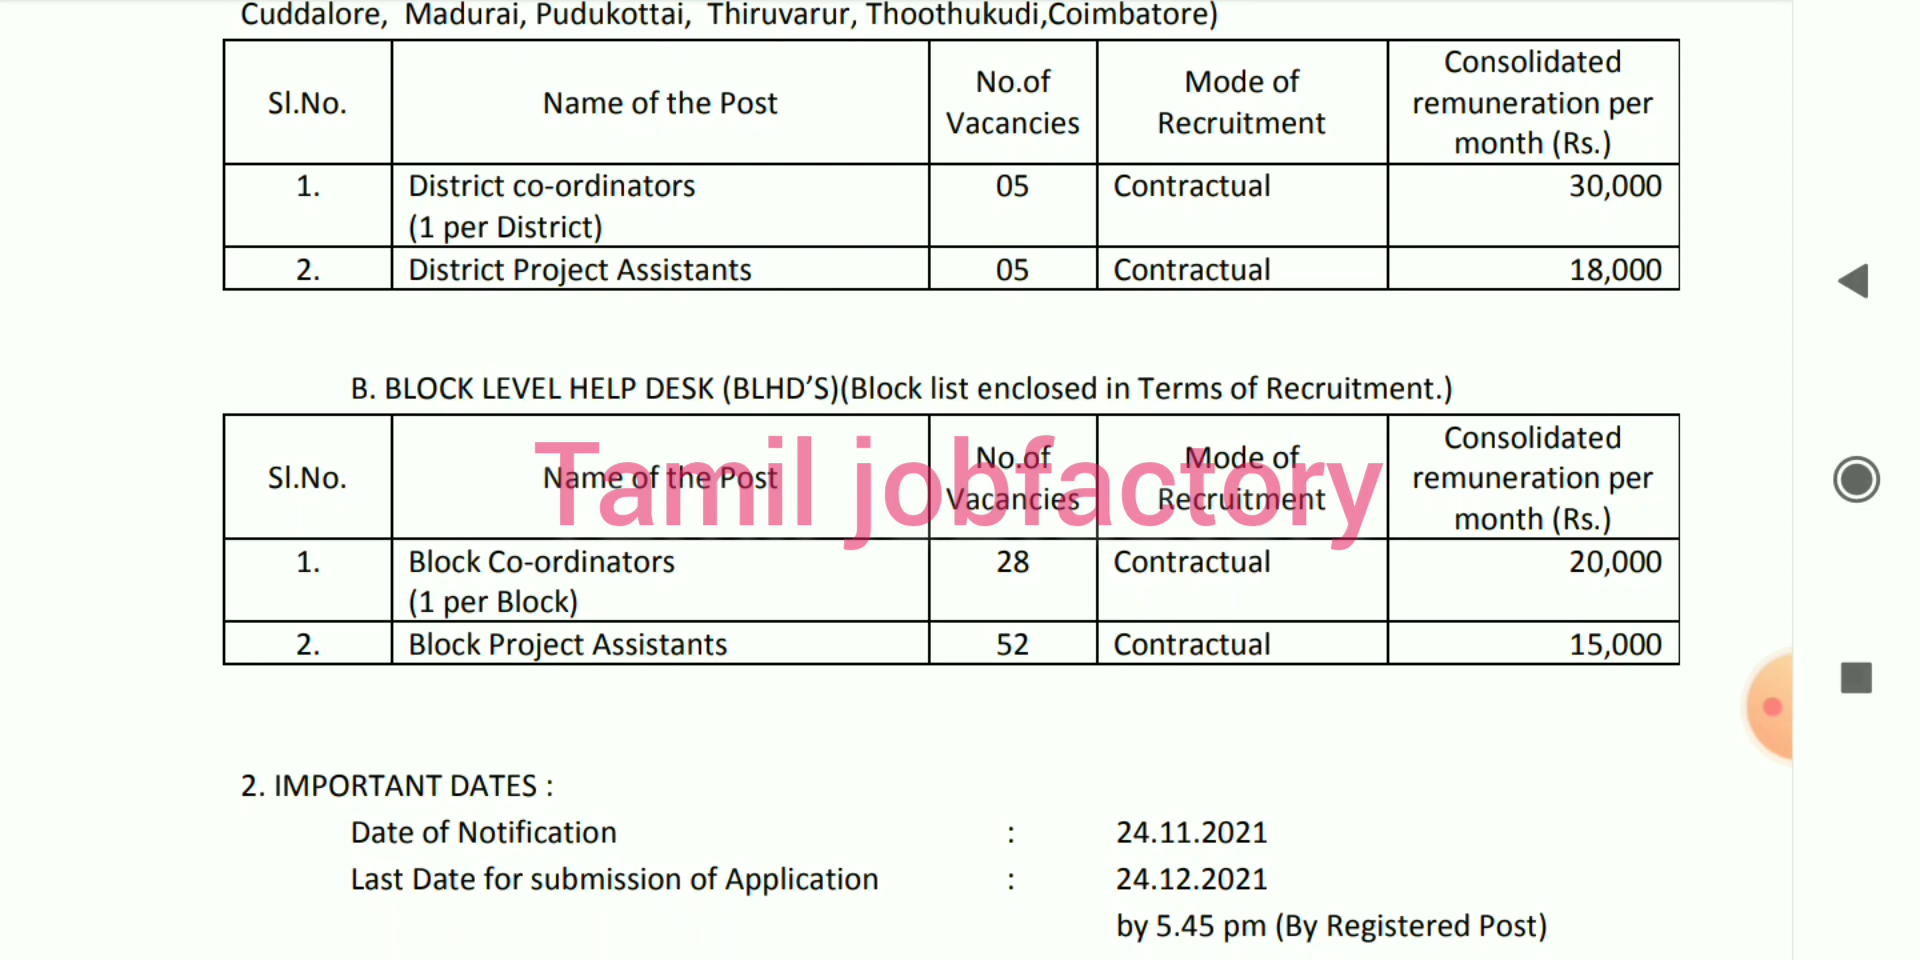 Cuddalore, Madurai, Pudukottai, Thiruvarur, Thoothukudi,Coimbatore)
Sl.No. Name of the Post No.of Vacancies Mode of Recruitment Consolidated remuneration per month (Rs.)
1. District co-ordinators (1 per District) 05 Contractual 30,000
2. District Project Assistants 05 Contractual 18,000
B. BLOCK LEVEL HELP DESK (BLHD’S)(Block list enclosed in Terms of Recruitment.)
Sl.No. Name of the Post No.of Vacancies Mode of Recruitment Consolidated remuneration per month (Rs.)
Tamil jobfactory
1. Block Co-ordinators (1 per Block) 28 Contractual 20,000
2. Block Project Assistants 52 Contractual 15,000
2. IMPORTANT DATES :
Date of Notification : 24.11.2021
Last Date for submission of Application : 24.12.2021
by 5.45 pm (By Registered Post)